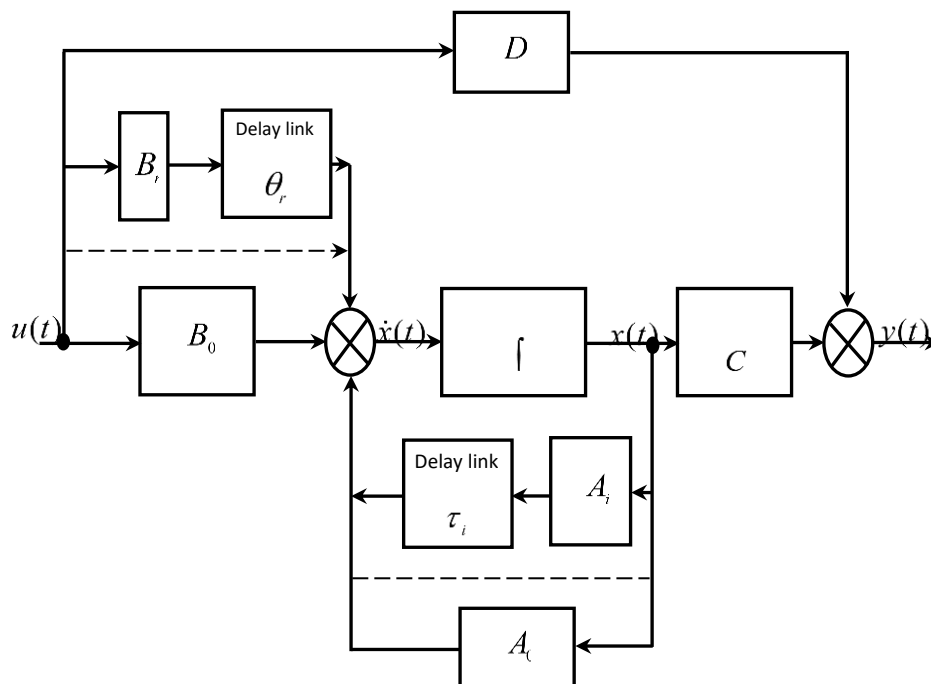 D
Delay link
B_r
θ_r
u(t)
B_0
ẋ(t)
∫
x(t)
C
y(t)
Delay link
A_i
τ_i
A